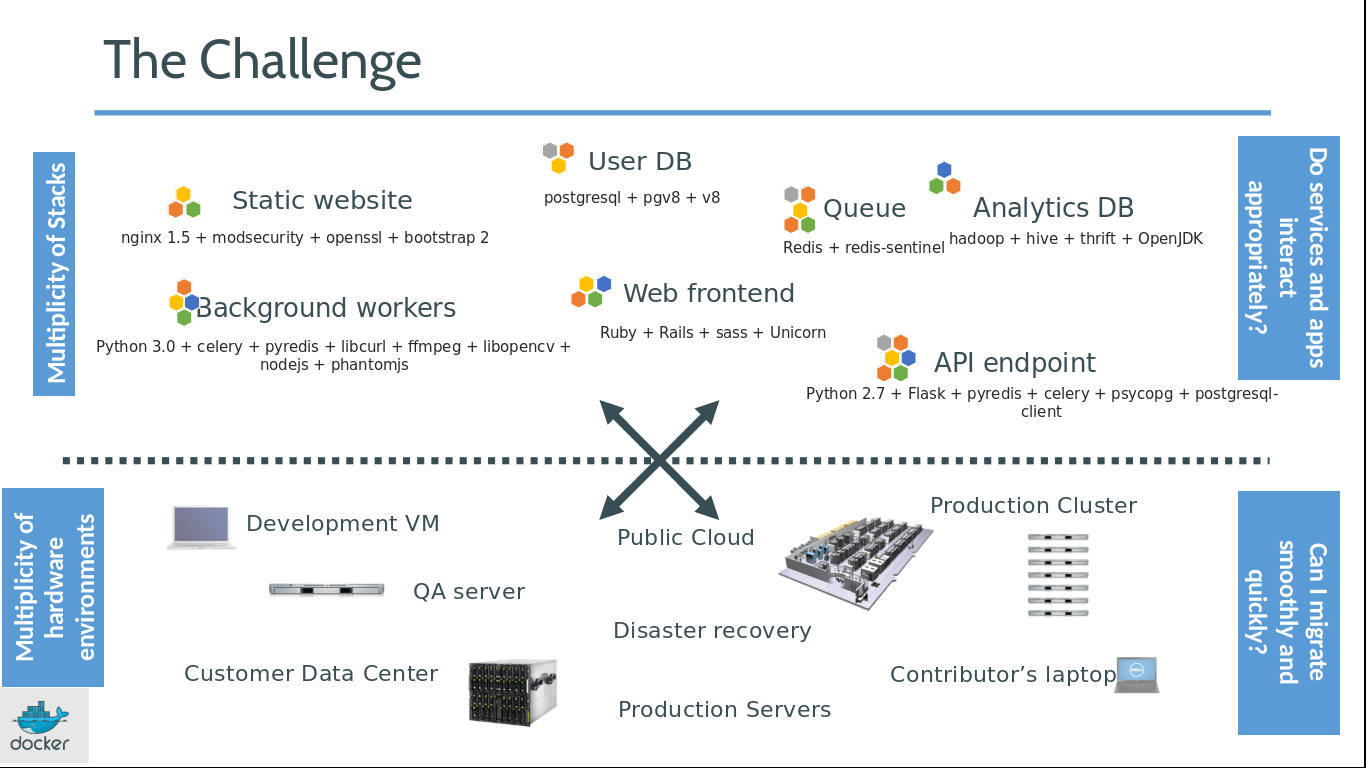 The Challenge
Multiplicity of Stacks
Static website
nginx 1.5 + modsecurity + openssl + bootstrap 2
User DB
postgresql + pgv8 + v8
Queue
Redis + redis-sentinel
Analytics DB
hadoop + hive + thrift + OpenJDK
Background workers
Python 3.0 + celery + pyredis + libcurl + ffmpeg + libopencv +
nodejs + phantomjs
Web frontend
Ruby + Rails + sass + Unicorn
API endpoint
Python 2.7 + Flask + pyredis + celery + psycopg + postgresql-
client
Do services and apps
interact
appropriately?
Multiplicity of
hardware
environments
Development VM
QA server
Customer Data Center
Public Cloud
Disaster recovery
Production Servers
Production Cluster
Contributor’s laptop
DELL
Can I migrate
smoothly and
quickly?
docker